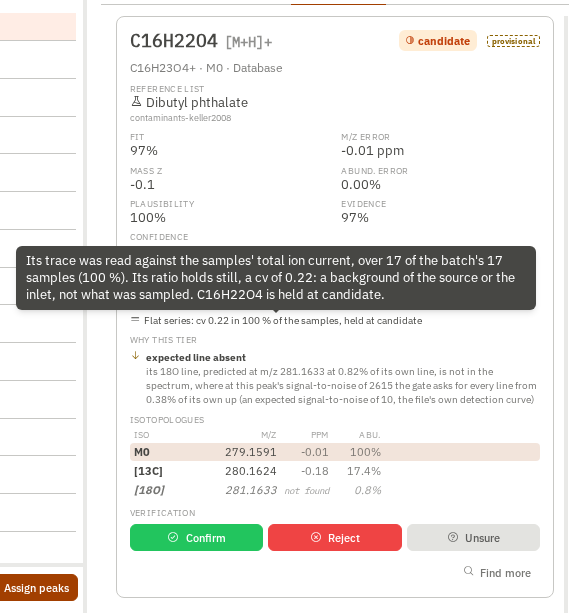 C16H22O4 [M+H]+
candidate
provisional
C16H23O4+ · M0 · Database
REFERENCE LIST
Dibutyl phthalate
contaminants-keller2008
FIT
M/Z ERROR
97%
-0.01 ppm
MASS Z
ABUND. ERROR
-0.1
0.00%
PLAUSIBILITY
EVIDENCE
100%
97%
CONFIDENCE
Its trace was read against the samples' total ion current, over 17 of the batch's 17
samples (100 %). Its ratio holds still, a cv of 0.22: a background of the source or the
inlet, not what was sampled. C16H22O4 is held at candidate.
Flat series: cv 0.22 in 100 % of the samples, held at candidate
WHY THIS TIER
expected line absent
its 18O line, predicted at m/z 281.1633 at 0.82% of its own line, is not in the
spectrum, where at this peak's signal-to-noise of 2615 the gate asks for every line from
0.38% of its own up (an expected signal-to-noise of 10, the file's own detection curve)
ISOTOPOLOGUES
ISO M/Z PPM ABU.
M0 279.1591 -0.01 100%
[13C] 280.1624 -0.18 17.4%
[18O] 281.1633 not found 0.8%
VERIFICATION
Confirm
Reject
Unsure
Find more
Assign peaks